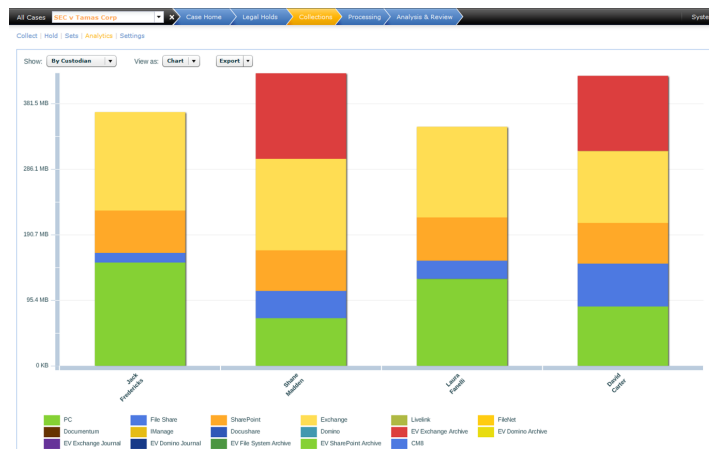 All Cases SEC v Tamas Corp Case Home Legal Holds Collections Processing Analysis & Review Syste
Collect | Hold | Sets | Analytics | Settings
Show: By Custodian View as: Chart Export
381.5 MB
286.1 MB
190.7 MB
95.4 MB
0 KB
Jack Fredericks
Shane Madden
Laura Fanelli
David Carter
PC File Share SharePoint Exchange Livelink FileNet
Documentum IManage Docushare Domino EV Exchange Archive EV Domino Archive
EV Exchange Journal EV Domino Journal EV File System Archive EV SharePoint Archive CM8